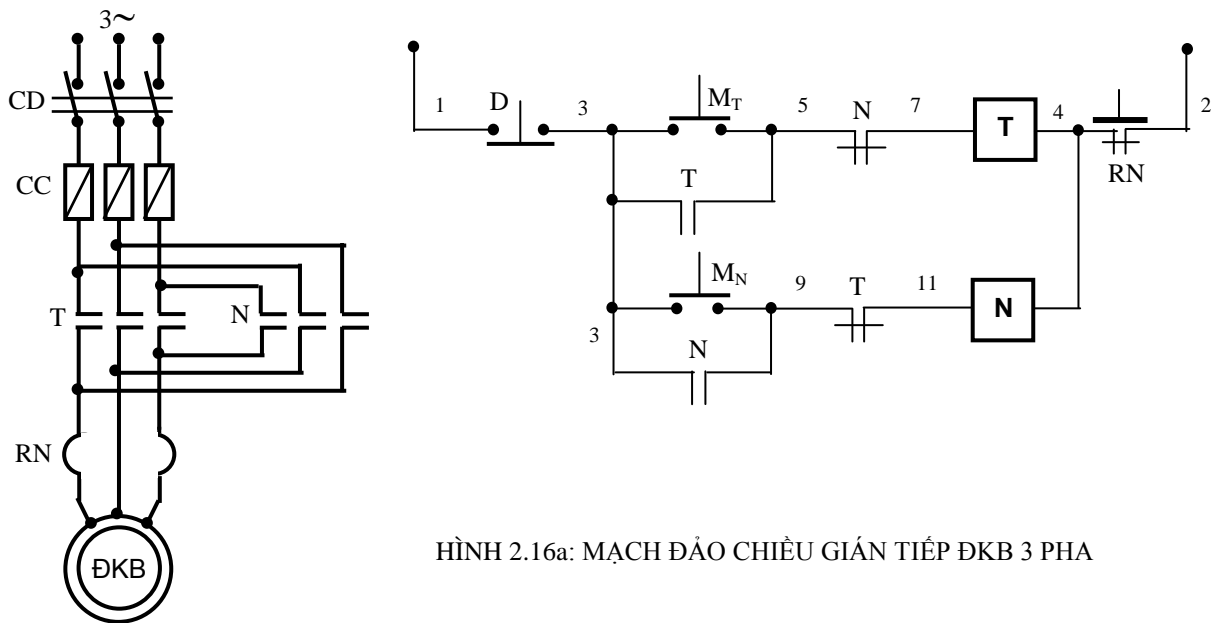 3~
CD
CC
T
N
RN
ĐKB
1
D
3
M_T
5
N
7
T
4
2
RN
T
M_N
9
T
11
N
3
N
HÌNH 2.16a: MẠCH ĐẢO CHIỀU GIÁN TIẾP ĐKB 3 PHA